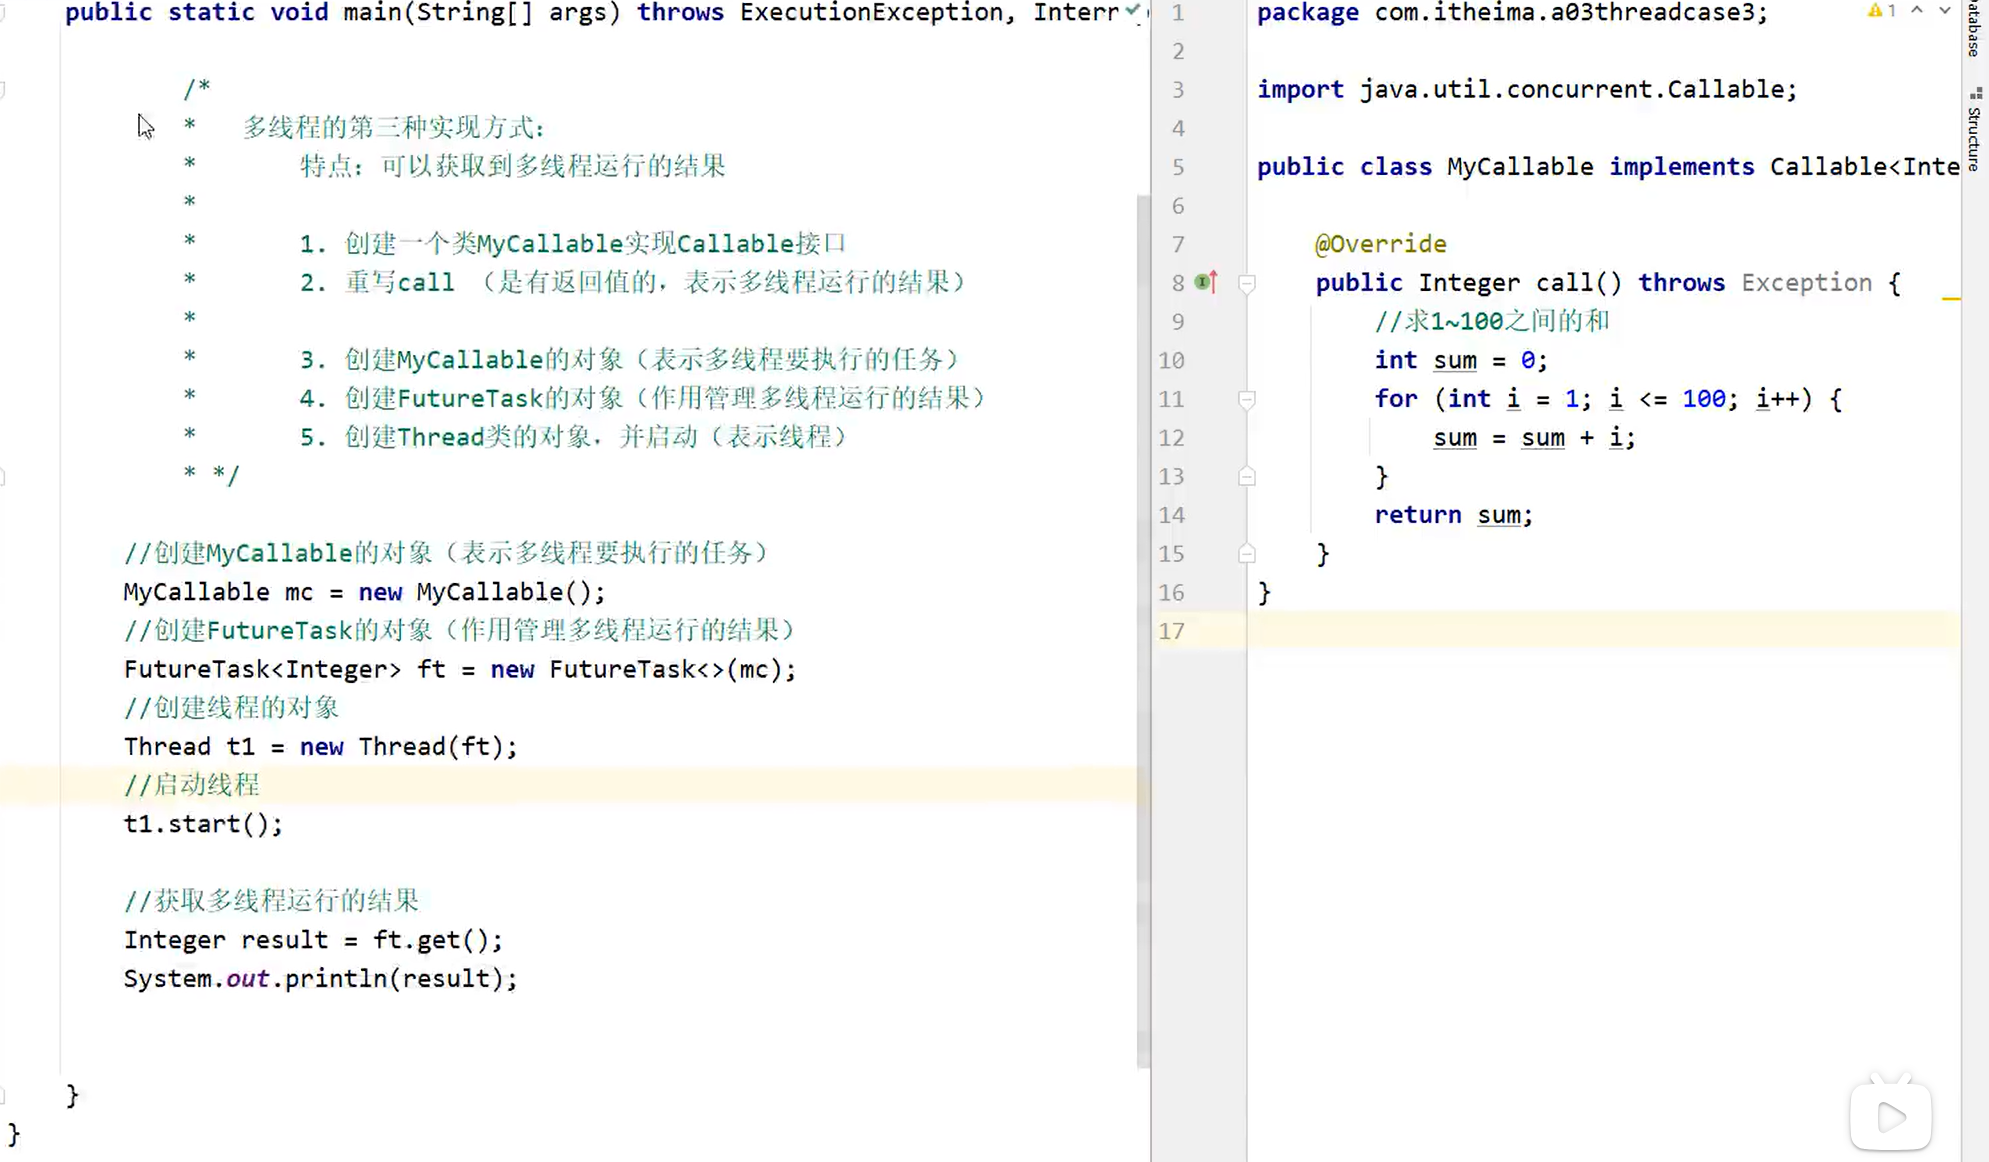 public static void main(String[] args) throws ExecutionException, Interr
/*
* 多线程的第三种实现方式：
* 特点：可以获取到多线程运行的结果
*
* 1. 创建一个类MyCallable实现Callable接口
* 2. 重写call （是有返回值的，表示多线程运行的结果）
*
* 3. 创建MyCallable的对象（表示多线程要执行的任务）
* 4. 创建FutureTask的对象（作用管理多线程运行的结果）
* 5. 创建Thread类的对象，并启动（表示线程）
* */
//创建MyCallable的对象（表示多线程要执行的任务）
MyCallable mc = new MyCallable();
//创建FutureTask的对象（作用管理多线程运行的结果）
FutureTask<Integer> ft = new FutureTask<>(mc);
//创建线程的对象
Thread t1 = new Thread(ft);
//启动线程
t1.start();
//获取多线程运行的结果
Integer result = ft.get();
System.out.println(result);
}
}
1 package com.itheima.a03threadcase3;
2
3 import java.util.concurrent.Callable;
4
5 public class MyCallable implements Callable<Inte
6
7 @Override
8 public Integer call() throws Exception {
9 //求1~100之间的和
10 int sum = 0;
11 for (int i = 1; i <= 100; i++) {
12 sum = sum + i;
13 }
14 return sum;
15 }
16 }
17
1
atabase
Structure